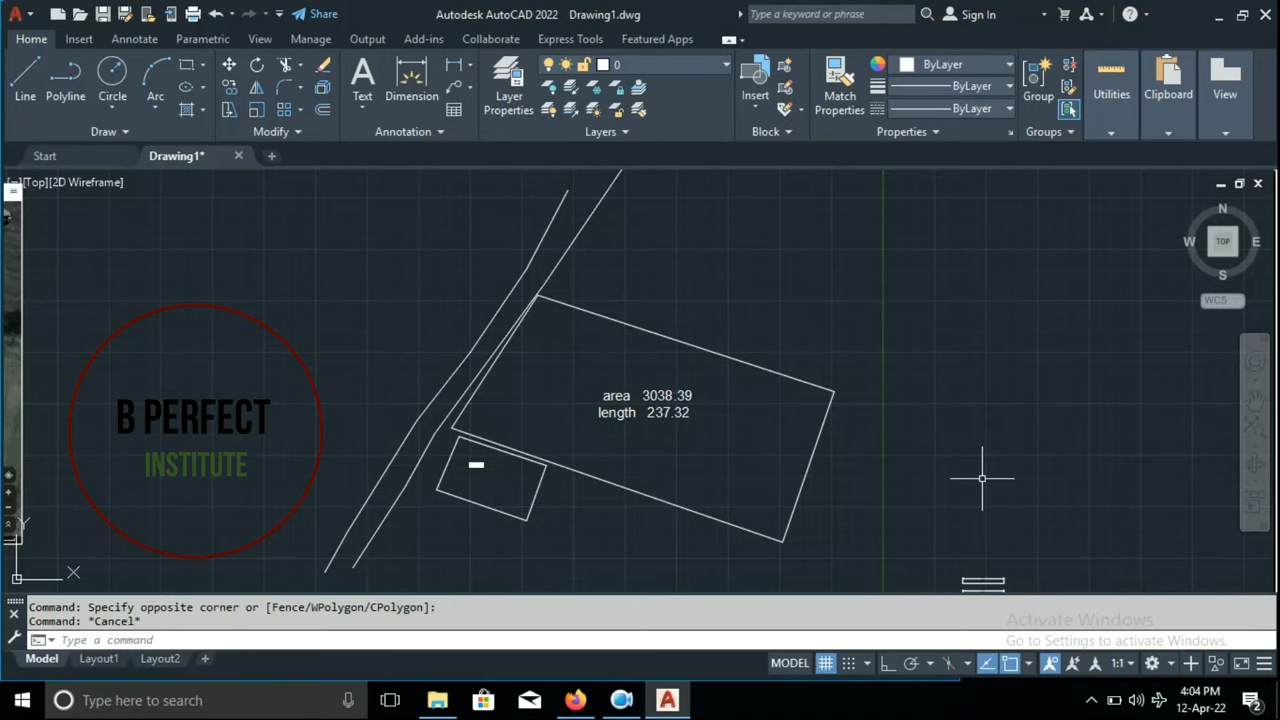 Share
Autodesk AutoCAD 2022 Drawing1.dwg
Type a keyword or phrase
Sign In
Home Insert Annotate Parametric View Manage Output Add-ins Collaborate Express Tools Featured Apps
0
ByLayer
ByLayer
ByLayer
Line Polyline Circle Arc
Text Dimension
Layer Properties
Insert
Match Properties
Group
Utilities Clipboard View
Draw Modify Annotation Layers Block Properties Groups
Start Drawing1*
[−][Top][2D Wireframe]
N
W TOP E
S
WCS
area 3038.39
length 237.32
B PERFECT
INSTITUTE
Y
X
Command: Specify opposite corner or [Fence/WPolygon/CPolygon]:
Command: *Cancel*
Type a command
Activate Windows
Go to Settings to activate Windows.
Model Layout1 Layout2
MODEL 1:1
Type here to search
4:04 PM
12-Apr-22
2